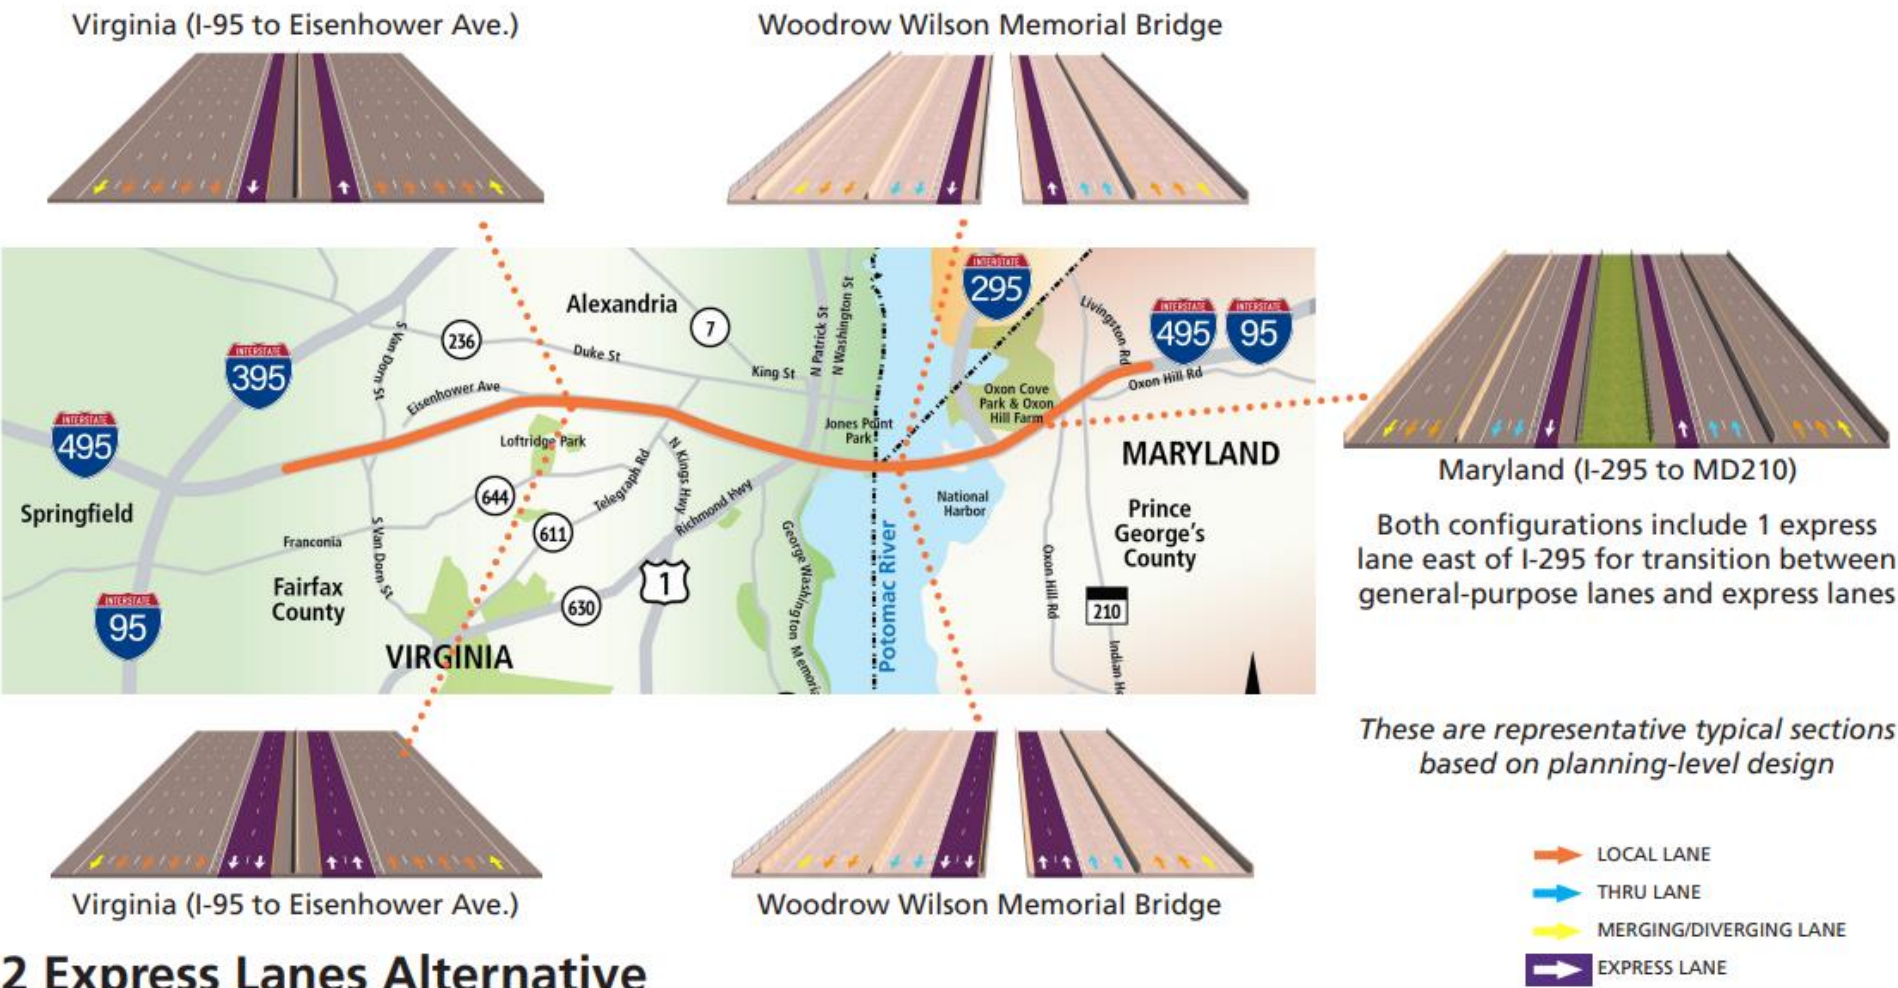 Virginia (I-95 to Eisenhower Ave.)
Woodrow Wilson Memorial Bridge
INTERSTATE
295
Alexandria
7
236
S Van Dorn St
Duke St
King St
N Patrick St
N Washington St
Livingston Rd
INTERSTATE
495
INTERSTATE
95
Oxon Hill Rd
INTERSTATE
395
Eisenhower Ave
INTERSTATE
495
Loftridge Park
Jones Point
Park
Oxon Cove
Park & Oxon
Hill Farm
MARYLAND
Springfield
644
Telegraph Rd
N Kings Hwy
Richmond Hwy
National
Harbor
Prince
George's
County
611
Franconia
S Van Dorn St
Fairfax
County
1
630
George Washington Memoria
Potomac River
Oxon Hill Rd
210
Indian H
INTERSTATE
95
VIRGINIA
Maryland (I-295 to MD210)
Both configurations include 1 express
lane east of I-295 for transition between
general-purpose lanes and express lanes
These are representative typical sections
based on planning-level design
Virginia (I-95 to Eisenhower Ave.)
Woodrow Wilson Memorial Bridge
LOCAL LANE
THRU LANE
MERGING/DIVERGING LANE
EXPRESS LANE
2 Express Lanes Alternative